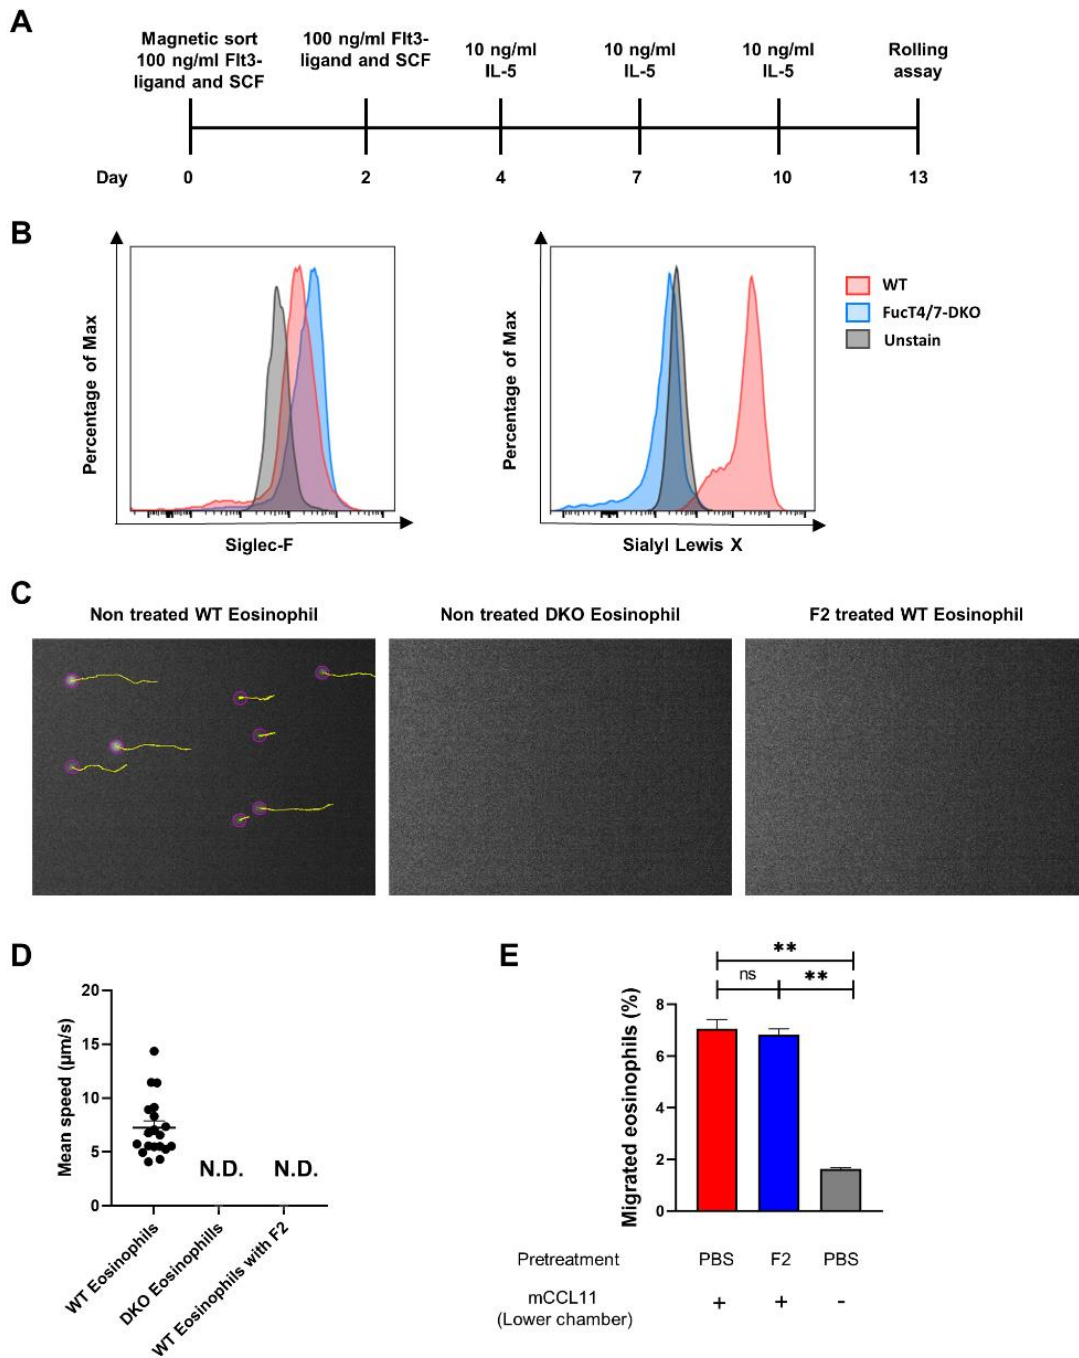 A
Magnetic sort
100 ng/ml Flt3-
ligand and SCF
100 ng/ml Flt3-
ligand and SCF
10 ng/ml
IL-5
10 ng/ml
IL-5
10 ng/ml
IL-5
Rolling
assay
Day 0 2 4 7 10 13
B
Percentage of Max
Siglec-F
Percentage of Max
Sialyl Lewis X
WT
FucT4/7-DKO
Unstain
C
Non treated WT Eosinophil
Non treated DKO Eosinophil
F2 treated WT Eosinophil
D
Mean speed (μm/s)
20
15
10
5
0
N.D.
N.D.
WT Eosinophils
DKO Eosinophills
WT Eosinophils with F2
E
**
ns
**
Migrated eosinophils (%)
8
6
4
2
0
Pretreatment PBS F2 PBS
mCCL11 + + -
(Lower chamber)